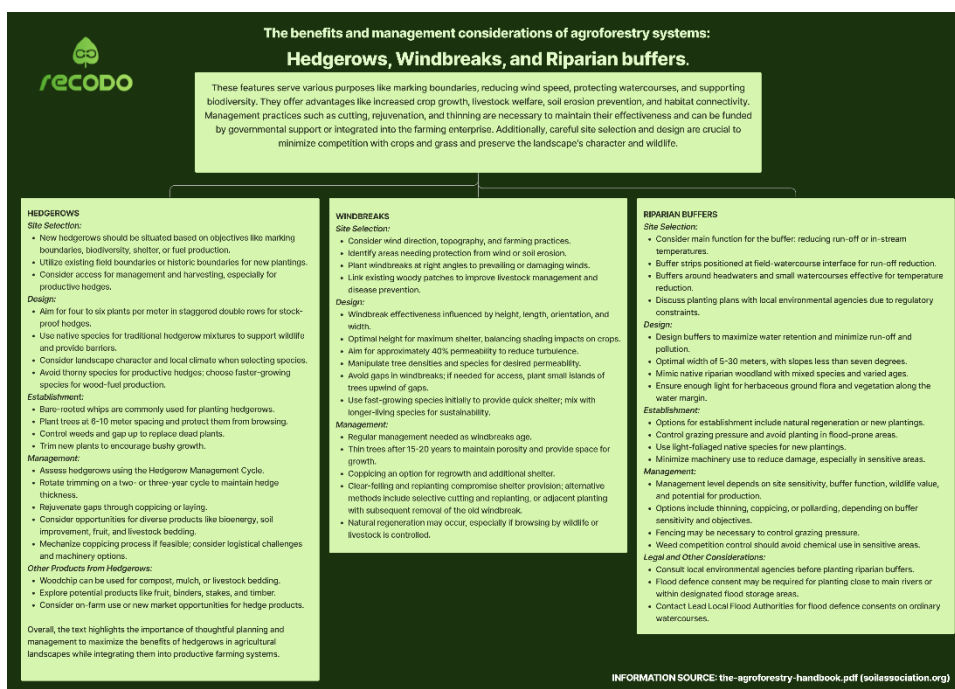 recodo
The benefits and management considerations of agroforestry systems:
Hedgerows, Windbreaks, and Riparian buffers.
These features serve various purposes like marking boundaries, reducing wind speed, protecting watercourses, and supporting
biodiversity. They offer advantages like increased crop growth, livestock welfare, soil erosion prevention, and habitat connectivity.
Management practices such as cutting, rejuvenation, and thinning are necessary to maintain their effectiveness and can be funded
by governmental support or integrated into the farming enterprise. Additionally, careful site selection and design are crucial to
minimize competition with crops and grass and preserve the landscape's character and wildlife.
HEDGEROWS
Site Selection:
• New hedgerows should be situated based on objectives like marking
boundaries, biodiversity, shelter, or fuel production.
• Utilize existing field boundaries or historic boundaries for new plantings.
• Consider access for management and harvesting, especially for
productive hedges.
Design:
• Aim for four to six plants per meter in staggered double rows for stock-
proof hedges.
• Use native species for traditional hedgerow mixtures to support wildlife
and provide barriers.
• Consider landscape character and local climate when selecting species.
• Avoid thorny species for productive hedges; choose faster-growing
species for wood-fuel production.
Establishment:
• Bare-rooted whips are commonly used for planting hedgerows.
• Plant trees at 6-10 meter spacing and protect them from browsing.
• Control weeds and gap up to replace dead plants.
• Trim new plants to encourage bushy growth.
Management:
• Assess hedgerows using the Hedgerow Management Cycle.
• Rotate trimming on a two- or three-year cycle to maintain hedge
thickness.
• Rejuvenate gaps through coppicing or laying.
• Consider opportunities for diverse products like bioenergy, soil
improvement, fruit, and livestock bedding.
• Mechanize coppicing process if feasible; consider logistical challenges
and machinery options.
Other Products from Hedgerows:
• Woodchip can be used for compost, mulch, or livestock bedding.
• Explore potential products like fruit, binders, stakes, and timber.
• Consider on-farm use or new market opportunities for hedge products.
Overall, the text highlights the importance of thoughtful planning and
management to maximize the benefits of hedgerows in agricultural
landscapes while integrating them into productive farming systems.
WINDBREAKS
Site Selection:
• Consider wind direction, topography, and farming practices.
• Identify areas needing protection from wind or soil erosion.
• Plant windbreaks at right angles to prevailing or damaging winds.
• Link existing woody patches to improve livestock management and
disease prevention.
Design:
• Windbreak effectiveness influenced by height, length, orientation, and
width.
• Optimal height for maximum shelter, balancing shading impacts on crops.
• Aim for approximately 40% permeability to reduce turbulence.
• Manipulate tree densities and species for desired permeability.
• Avoid gaps in windbreaks; if needed for access, plant small islands of
trees upwind of gaps.
• Use fast-growing species initially to provide quick shelter; mix with
longer-living species for sustainability.
Management:
• Regular management needed as windbreaks age.
• Thin trees after 15-20 years to maintain porosity and provide space for
growth.
• Coppicing an option for regrowth and additional shelter.
• Clear-felling and replanting compromise shelter provision; alternative
methods include selective cutting and replanting, or adjacent planting
with subsequent removal of the old windbreak.
• Natural regeneration may occur, especially if browsing by wildlife or
livestock is controlled.
RIPARIAN BUFFERS
Site Selection:
• Consider main function for the buffer: reducing run-off or in-stream
temperatures.
• Buffer strips positioned at field-watercourse interface for run-off reduction.
• Buffers around headwaters and small watercourses effective for temperature
reduction.
• Discuss planting plans with local environmental agencies due to regulatory
constraints.
Design:
• Design buffers to maximize water retention and minimize run-off and
pollution.
• Optimal width of 5-30 meters, with slopes less than seven degrees.
• Mimic native riparian woodland with mixed species and varied ages.
• Ensure enough light for herbaceous ground flora and vegetation along the
water margin.
Establishment:
• Options for establishment include natural regeneration or new plantings.
• Control grazing pressure and avoid planting in flood-prone areas.
• Use light-foliaged native species for new plantings.
• Minimize machinery use to reduce damage, especially in sensitive areas.
Management:
• Management level depends on site sensitivity, buffer function, wildlife value,
and potential for production.
• Options include thinning, coppicing, or pollarding, depending on buffer
sensitivity and objectives.
• Fencing may be necessary to control grazing pressure.
• Weed competition control should avoid chemical use in sensitive areas.
Legal and Other Considerations:
• Consult local environmental agencies before planting riparian buffers.
• Flood defence consent may be required for planting close to main rivers or
within designated flood storage areas.
• Contact Lead Local Flood Authorities for flood defence consents on ordinary
watercourses.
INFORMATION SOURCE: the-agroforestry-handbook.pdf (soilassociation.org)